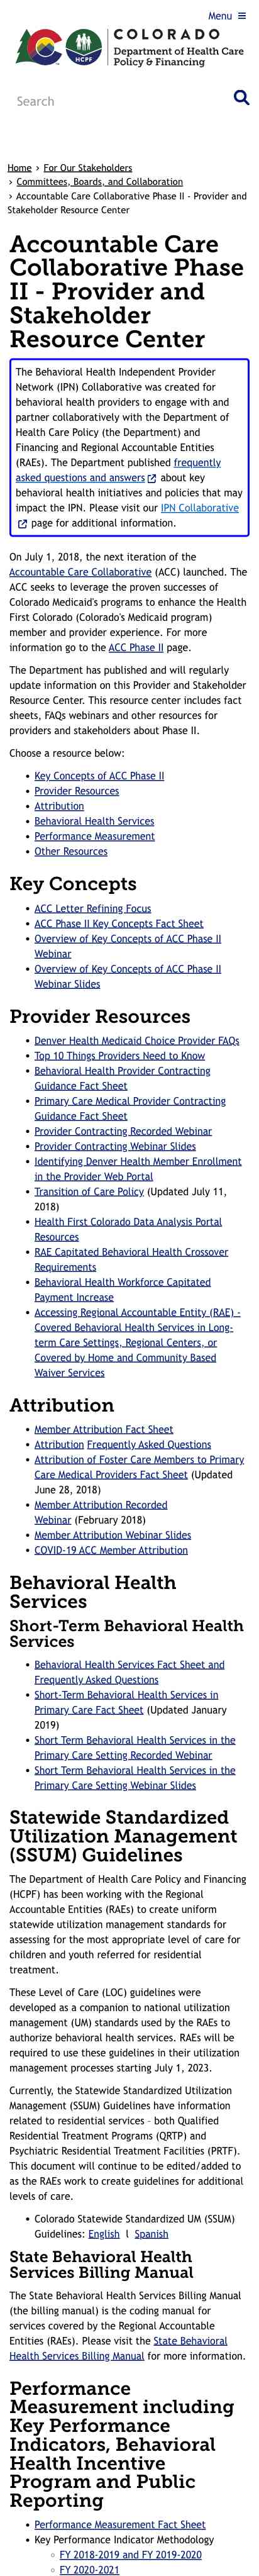 Menu ≡
COLORADO
Department of Health Care
Policy & Financing
HCPF
Search
Home › For Our Stakeholders
› Committees, Boards, and Collaboration
› Accountable Care Collaborative Phase II - Provider and
Stakeholder Resource Center
Accountable Care
Collaborative Phase
II - Provider and
Stakeholder
Resource Center
The Behavioral Health Independent Provider
Network (IPN) Collaborative was created for
behavioral health providers to engage with and
partner collaboratively with the Department of
Health Care Policy (the Department) and
Financing and Regional Accountable Entities
(RAEs). The Department published frequently
asked questions and answers about key
behavioral health initiatives and policies that may
impact the IPN. Please visit our IPN Collaborative
page for additional information.
On July 1, 2018, the next iteration of the
Accountable Care Collaborative (ACC) launched. The
ACC seeks to leverage the proven successes of
Colorado Medicaid's programs to enhance the Health
First Colorado (Colorado's Medicaid program)
member and provider experience. For more
information go to the ACC Phase II page.
The Department has published and will regularly
update information on this Provider and Stakeholder
Resource Center. This resource center includes fact
sheets, FAQs webinars and other resources for
providers and stakeholders about Phase II.
Choose a resource below:
• Key Concepts of ACC Phase II
• Provider Resources
• Attribution
• Behavioral Health Services
• Performance Measurement
• Other Resources
Key Concepts
• ACC Letter Refining Focus
• ACC Phase II Key Concepts Fact Sheet
• Overview of Key Concepts of ACC Phase II
Webinar
• Overview of Key Concepts of ACC Phase II
Webinar Slides
Provider Resources
• Denver Health Medicaid Choice Provider FAQs
• Top 10 Things Providers Need to Know
• Behavioral Health Provider Contracting
Guidance Fact Sheet
• Primary Care Medical Provider Contracting
Guidance Fact Sheet
• Provider Contracting Recorded Webinar
• Provider Contracting Webinar Slides
• Identifying Denver Health Member Enrollment
in the Provider Web Portal
• Transition of Care Policy (Updated July 11,
2018)
• Health First Colorado Data Analysis Portal
Resources
• RAE Capitated Behavioral Health Crossover
Requirements
• Behavioral Health Workforce Capitated
Payment Increase
• Accessing Regional Accountable Entity (RAE) -
Covered Behavioral Health Services in Long-
term Care Settings, Regional Centers, or
Covered by Home and Community Based
Waiver Services
Attribution
• Member Attribution Fact Sheet
• Attribution Frequently Asked Questions
• Attribution of Foster Care Members to Primary
Care Medical Providers Fact Sheet (Updated
June 28, 2018)
• Member Attribution Recorded
Webinar (February 2018)
• Member Attribution Webinar Slides
• COVID-19 ACC Member Attribution
Behavioral Health
Services
Short-Term Behavioral Health
Services
• Behavioral Health Services Fact Sheet and
Frequently Asked Questions
• Short-Term Behavioral Health Services in
Primary Care Fact Sheet (Updated January
2019)
• Short Term Behavioral Health Services in the
Primary Care Setting Recorded Webinar
• Short Term Behavioral Health Services in the
Primary Care Setting Webinar Slides
Statewide Standardized
Utilization Management
(SSUM) Guidelines
The Department of Health Care Policy and Financing
(HCPF) has been working with the Regional
Accountable Entities (RAEs) to create uniform
statewide utilization management standards for
assessing for the most appropriate level of care for
children and youth referred for residential
treatment.
These Level of Care (LOC) guidelines were
developed as a companion to national utilization
management (UM) standards used by the RAEs to
authorize behavioral health services. RAEs will be
required to use these guidelines in their utilization
management processes starting July 1, 2023.
Currently, the Statewide Standardized Utilization
Management (SSUM) Guidelines have information
related to residential services – both Qualified
Residential Treatment Programs (QRTP) and
Psychiatric Residential Treatment Facilities (PRTF).
This document will continue to be edited/added to
as the RAEs work to create guidelines for additional
levels of care.
• Colorado Statewide Standardized UM (SSUM)
Guidelines: English l Spanish
State Behavioral Health
Services Billing Manual
The State Behavioral Health Services Billing Manual
(the billing manual) is the coding manual for
services covered by the Regional Accountable
Entities (RAEs). Please visit the State Behavioral
Health Services Billing Manual for more information.
Performance
Measurement including
Key Performance
Indicators, Behavioral
Health Incentive
Program and Public
Reporting
• Performance Measurement Fact Sheet
• Key Performance Indicator Methodology
◦ FY 2018-2019 and FY 2019-2020
◦ FY 2020-2021